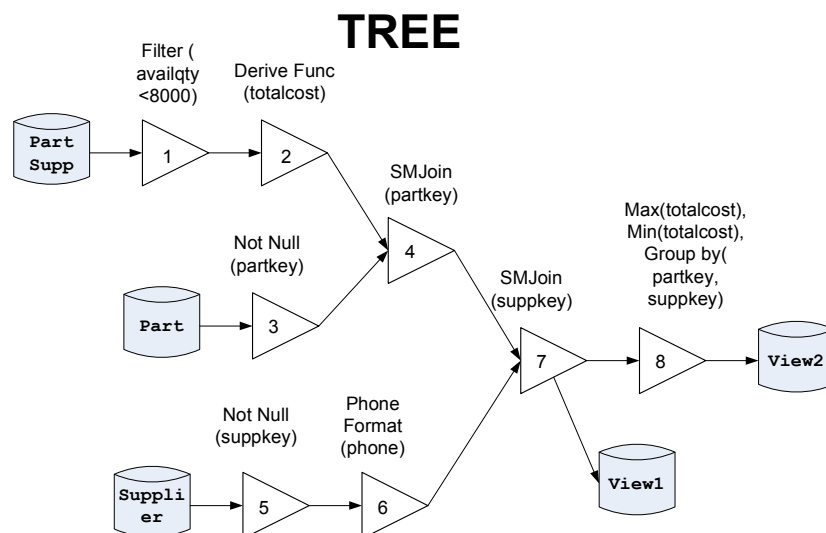 TREE
Filter (
availqty
<8000)
Derive Func
(totalcost)
Part
Supp
1
2
SMJoin
(partkey)
4
Not Null
(partkey)
Part
3
Max(totalcost),
Min(totalcost),
Group by(
partkey,
suppkey)
SMJoin
(suppkey)
7
8
View2
Not Null
(suppkey)
Phone
Format
(phone)
Suppli
er
5
6
View1